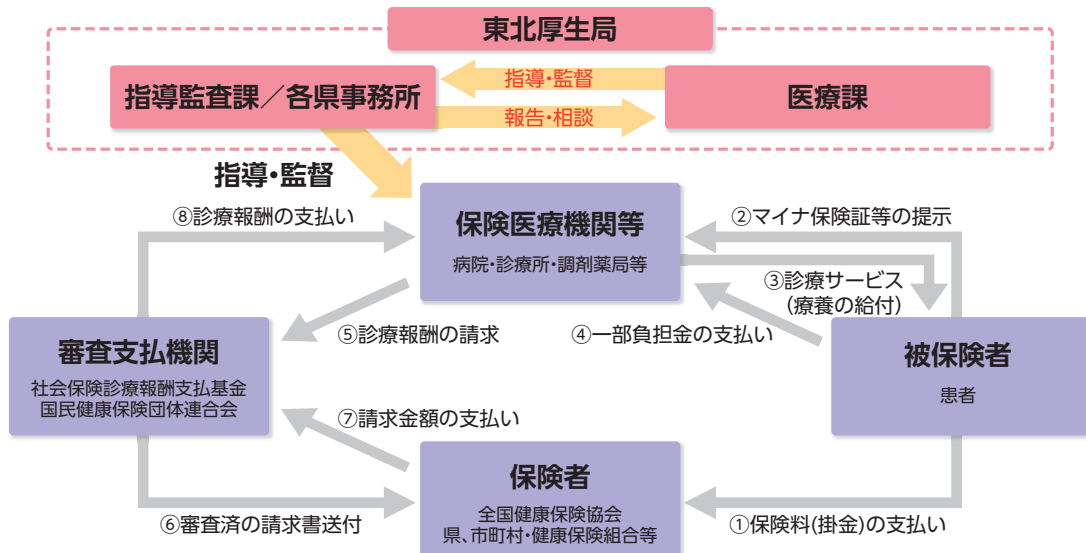 東北厚生局
指導監査課／各県事務所
指導・監督
報告・相談
医療課
指導・監督
⑧診療報酬の支払い
保険医療機関等
病院・診療所・調剤薬局等
②マイナ保険証等の提示
③診療サービス
（療養の給付）
⑤診療報酬の請求
④一部負担金の支払い
審査支払機関
社会保険診療報酬支払基金
国民健康保険団体連合会
被保険者
患者
⑦請求金額の支払い
保険者
全国健康保険協会
県、市町村・健康保険組合等
⑥審査済の請求書送付
①保険料(掛金)の支払い